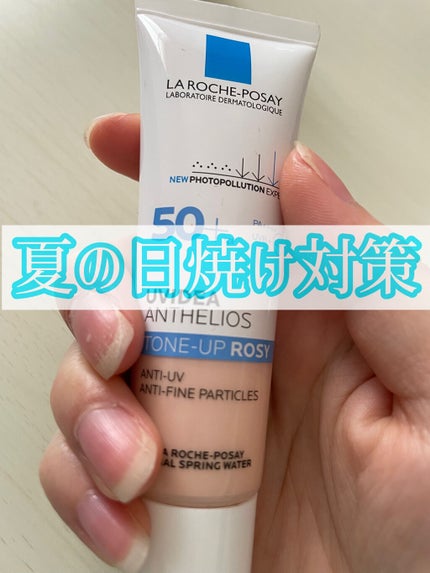 LA ROCHE-POSAY
LABORATOIRE DERMATOLOGIQUE
NEW PHOTOPOLLUTION
50+
夏の日焼け対策
UVIDEA
ANTHELIOS
TONE-UP ROSY
ANTI-UV
ANTI-FINE PARTICLES
ROCHE-POSAY
SPRING WATER